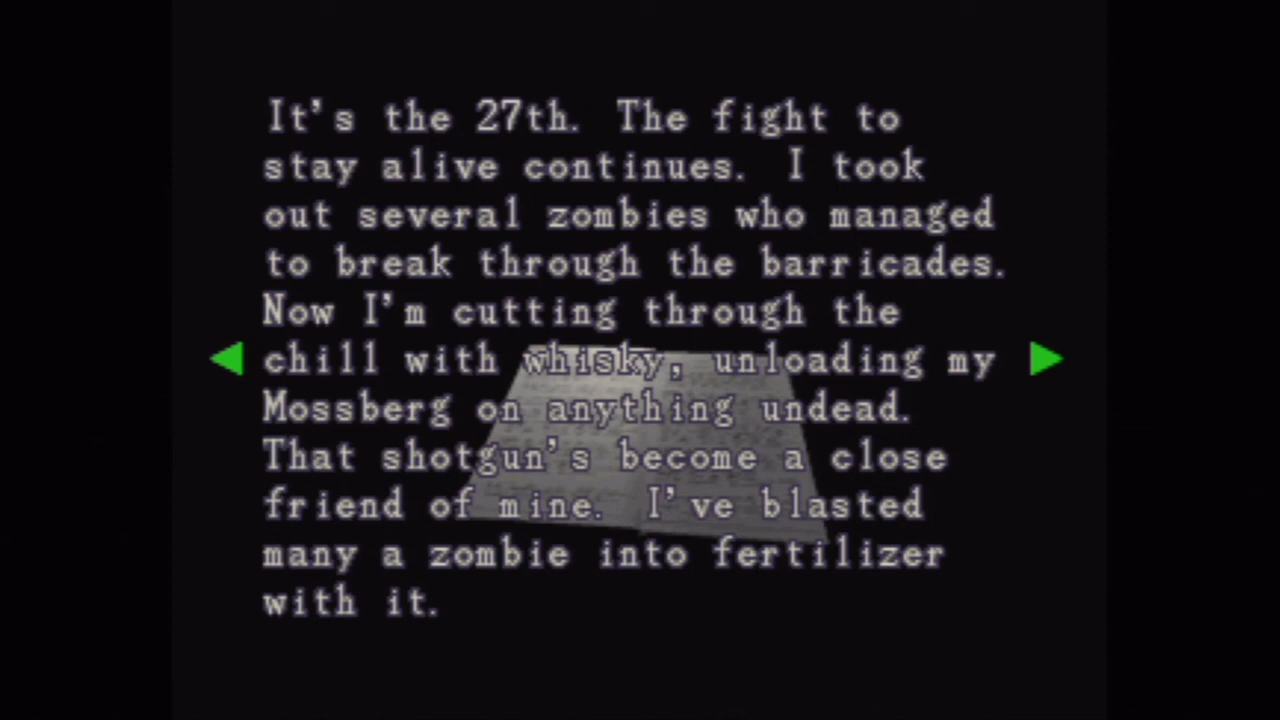 It's the 27th. The fight to
stay alive continues. I took
out several zombies who managed
to break through the barricades.
Now I'm cutting through the
chill with whisky, unloading my
Mossberg on anything undead.
That shotgun's become a close
friend of mine. I've blasted
many a zombie into fertilizer
with it.